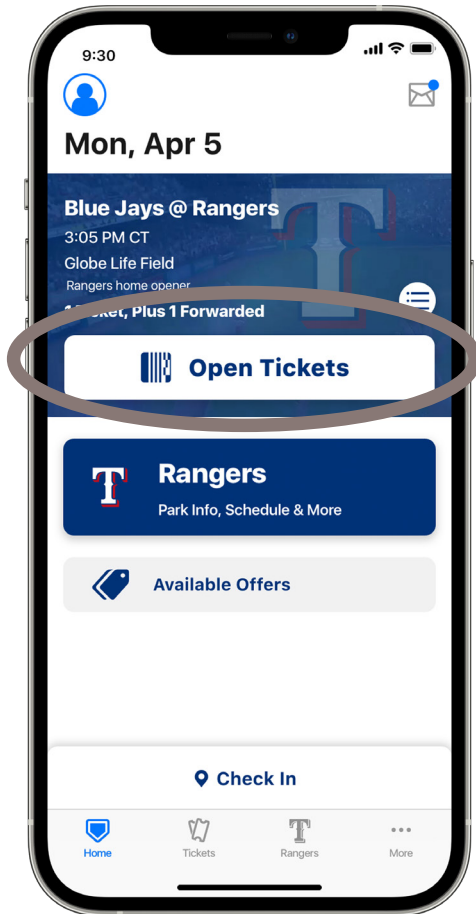 9:30
Mon, Apr 5
Blue Jays @ Rangers
3:05 PM CT
Globe Life Field
Rangers home opener
1 Ticket, Plus 1 Forwarded
Open Tickets
T
Rangers
Park Info, Schedule & More
Available Offers
Check In
Home
Tickets
Rangers
More